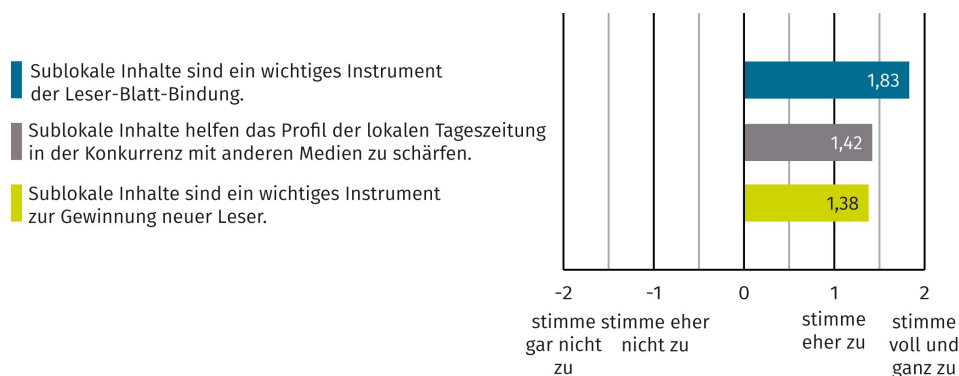 Sublokale Inhalte sind ein wichtiges Instrument
der Leser-Blatt-Bindung.
1,83
Sublokale Inhalte helfen das Profil der lokalen Tageszeitung
in der Konkurrenz mit anderen Medien zu schärfen.
1,42
Sublokale Inhalte sind ein wichtiges Instrument
zur Gewinnung neuer Leser.
1,38
-2
-1
0
1
2
stimme
gar nicht
zu
stimme eher
nicht zu
stimme
eher zu
stimme
voll und
ganz zu